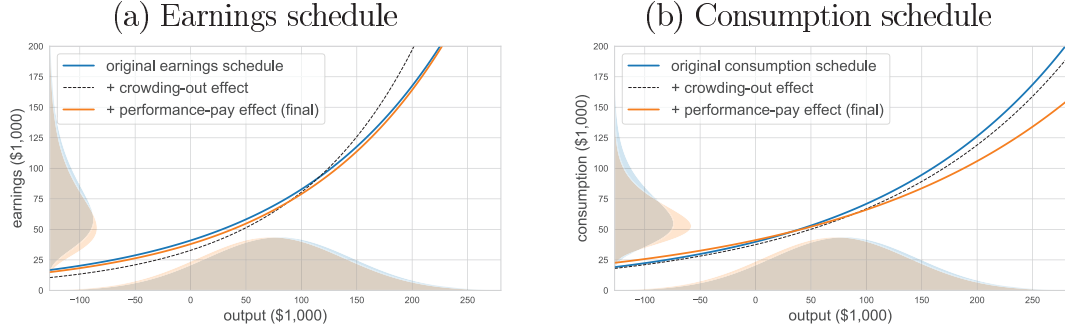 (a) Earnings schedule
200
175
150
125
100
75
50
25
0
earnings ($1,000)
original earnings schedule
+ crowding-out effect
+ performance-pay effect (final)
−100
−50
0
50
100
150
200
250
output ($1,000)
(b) Consumption schedule
200
175
150
125
100
75
50
25
0
consumption ($1,000)
original consumption schedule
+ crowding-out effect
+ performance-pay effect (final)
−100
−50
0
50
100
150
200
250
output ($1,000)